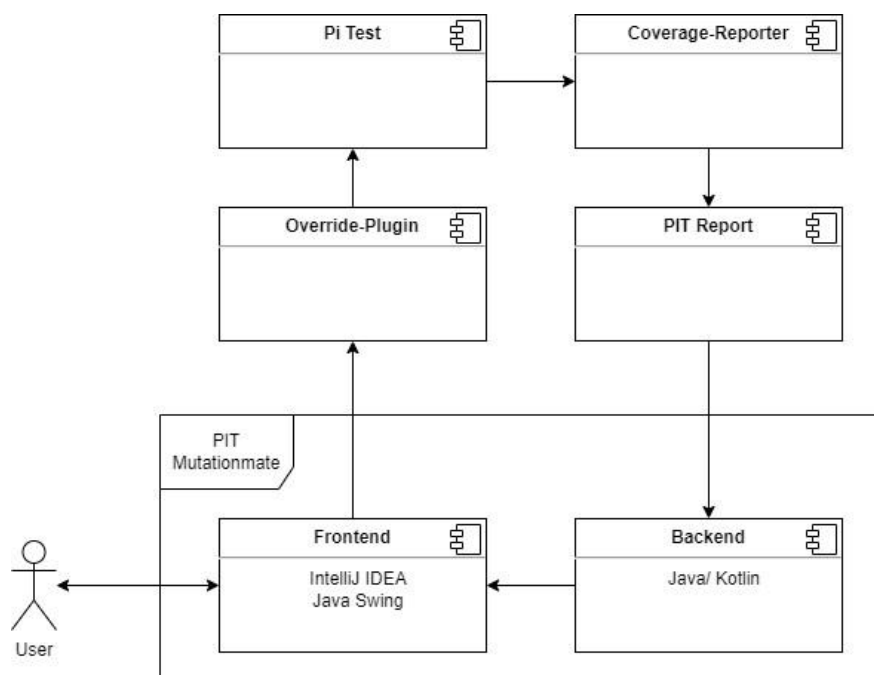 Pi Test
Coverage-Reporter
Override-Plugin
PIT Report
PIT
Mutationmate
Frontend
IntelliJ IDEA
Java Swing
Backend
Java/ Kotlin
User